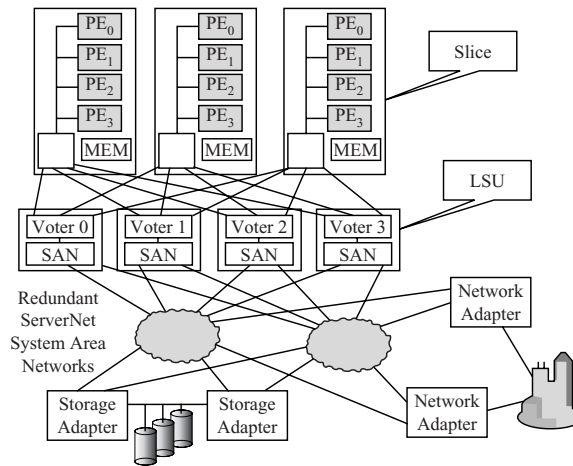 PE0 PE0 PE0
PE1 PE1 PE1
PE2 PE2 PE2
PE3 PE3 PE3
MEM MEM MEM
Slice
LSU
Voter 0 Voter 1 Voter 2 Voter 3
SAN SAN SAN SAN
Redundant
ServerNet
System Area
Networks
Network
Adapter
Storage
Adapter
Storage
Adapter
Network
Adapter